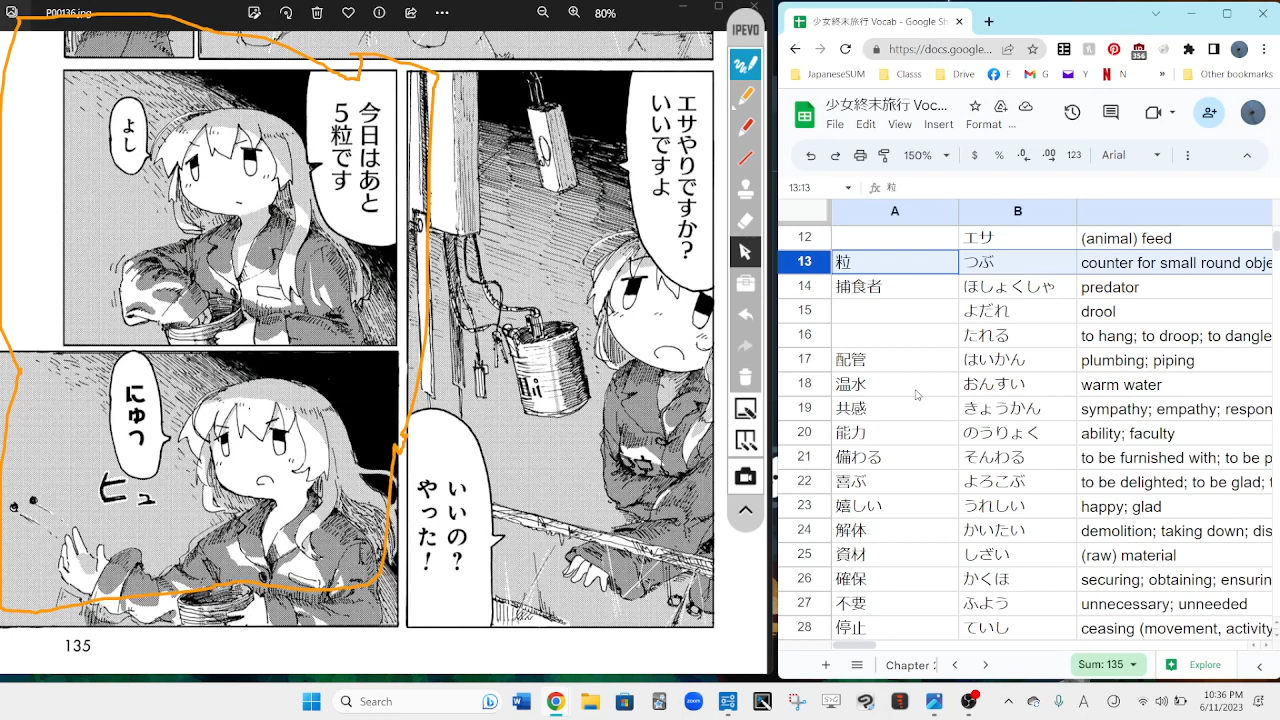 P00136.jpg
80%
エサやりですか?
いいですよ
いいの?
やった!
今日はあと
5粒です
よし
にゅっ
ヒュ
135
IPEVO
少女終末旅行 Vocab - Google Sh
https://docs.google...
356
JapaneseSUM
Classs
Drive
F
G
Y
N
Other bookmarks
少女終末旅行 Voc...
File Edit View Insert Format ...
150%
$ % .0 .00 123 Arial
13:13
fx 粒
A B
12 エサ (animal) feed
13 粒 つぶ counter for small round obje
14 捕食者 ほしょくしゃ predator
15 よだれ drool
16 たれる to hang; to droop; to dangle
17 配管 はいかん plumbing; piping
18 温水 おんすい warm water
19 共感 きょうかん sympathy; empathy; respon
20 能力 のうりょく ability; faculty
21 備わる そんわる to be furnished with; to be p
22 喜ぶ よろこぶ to be delighted; to be glad; t
23 嬉しい うれしい happy; glad
24 解体 かいたい demolition; taking down; dis
25 資材 しざい (raw) material
26 確保 かくほ securing; obtaining; ensurin
27 不要 ふよう unnecessary; unneeded
28 停止 ていし ceasing (movement, activity
Chapter 2
Sum: 135
Explore
Search
zoom
A
10:36 PM
6/11/2023